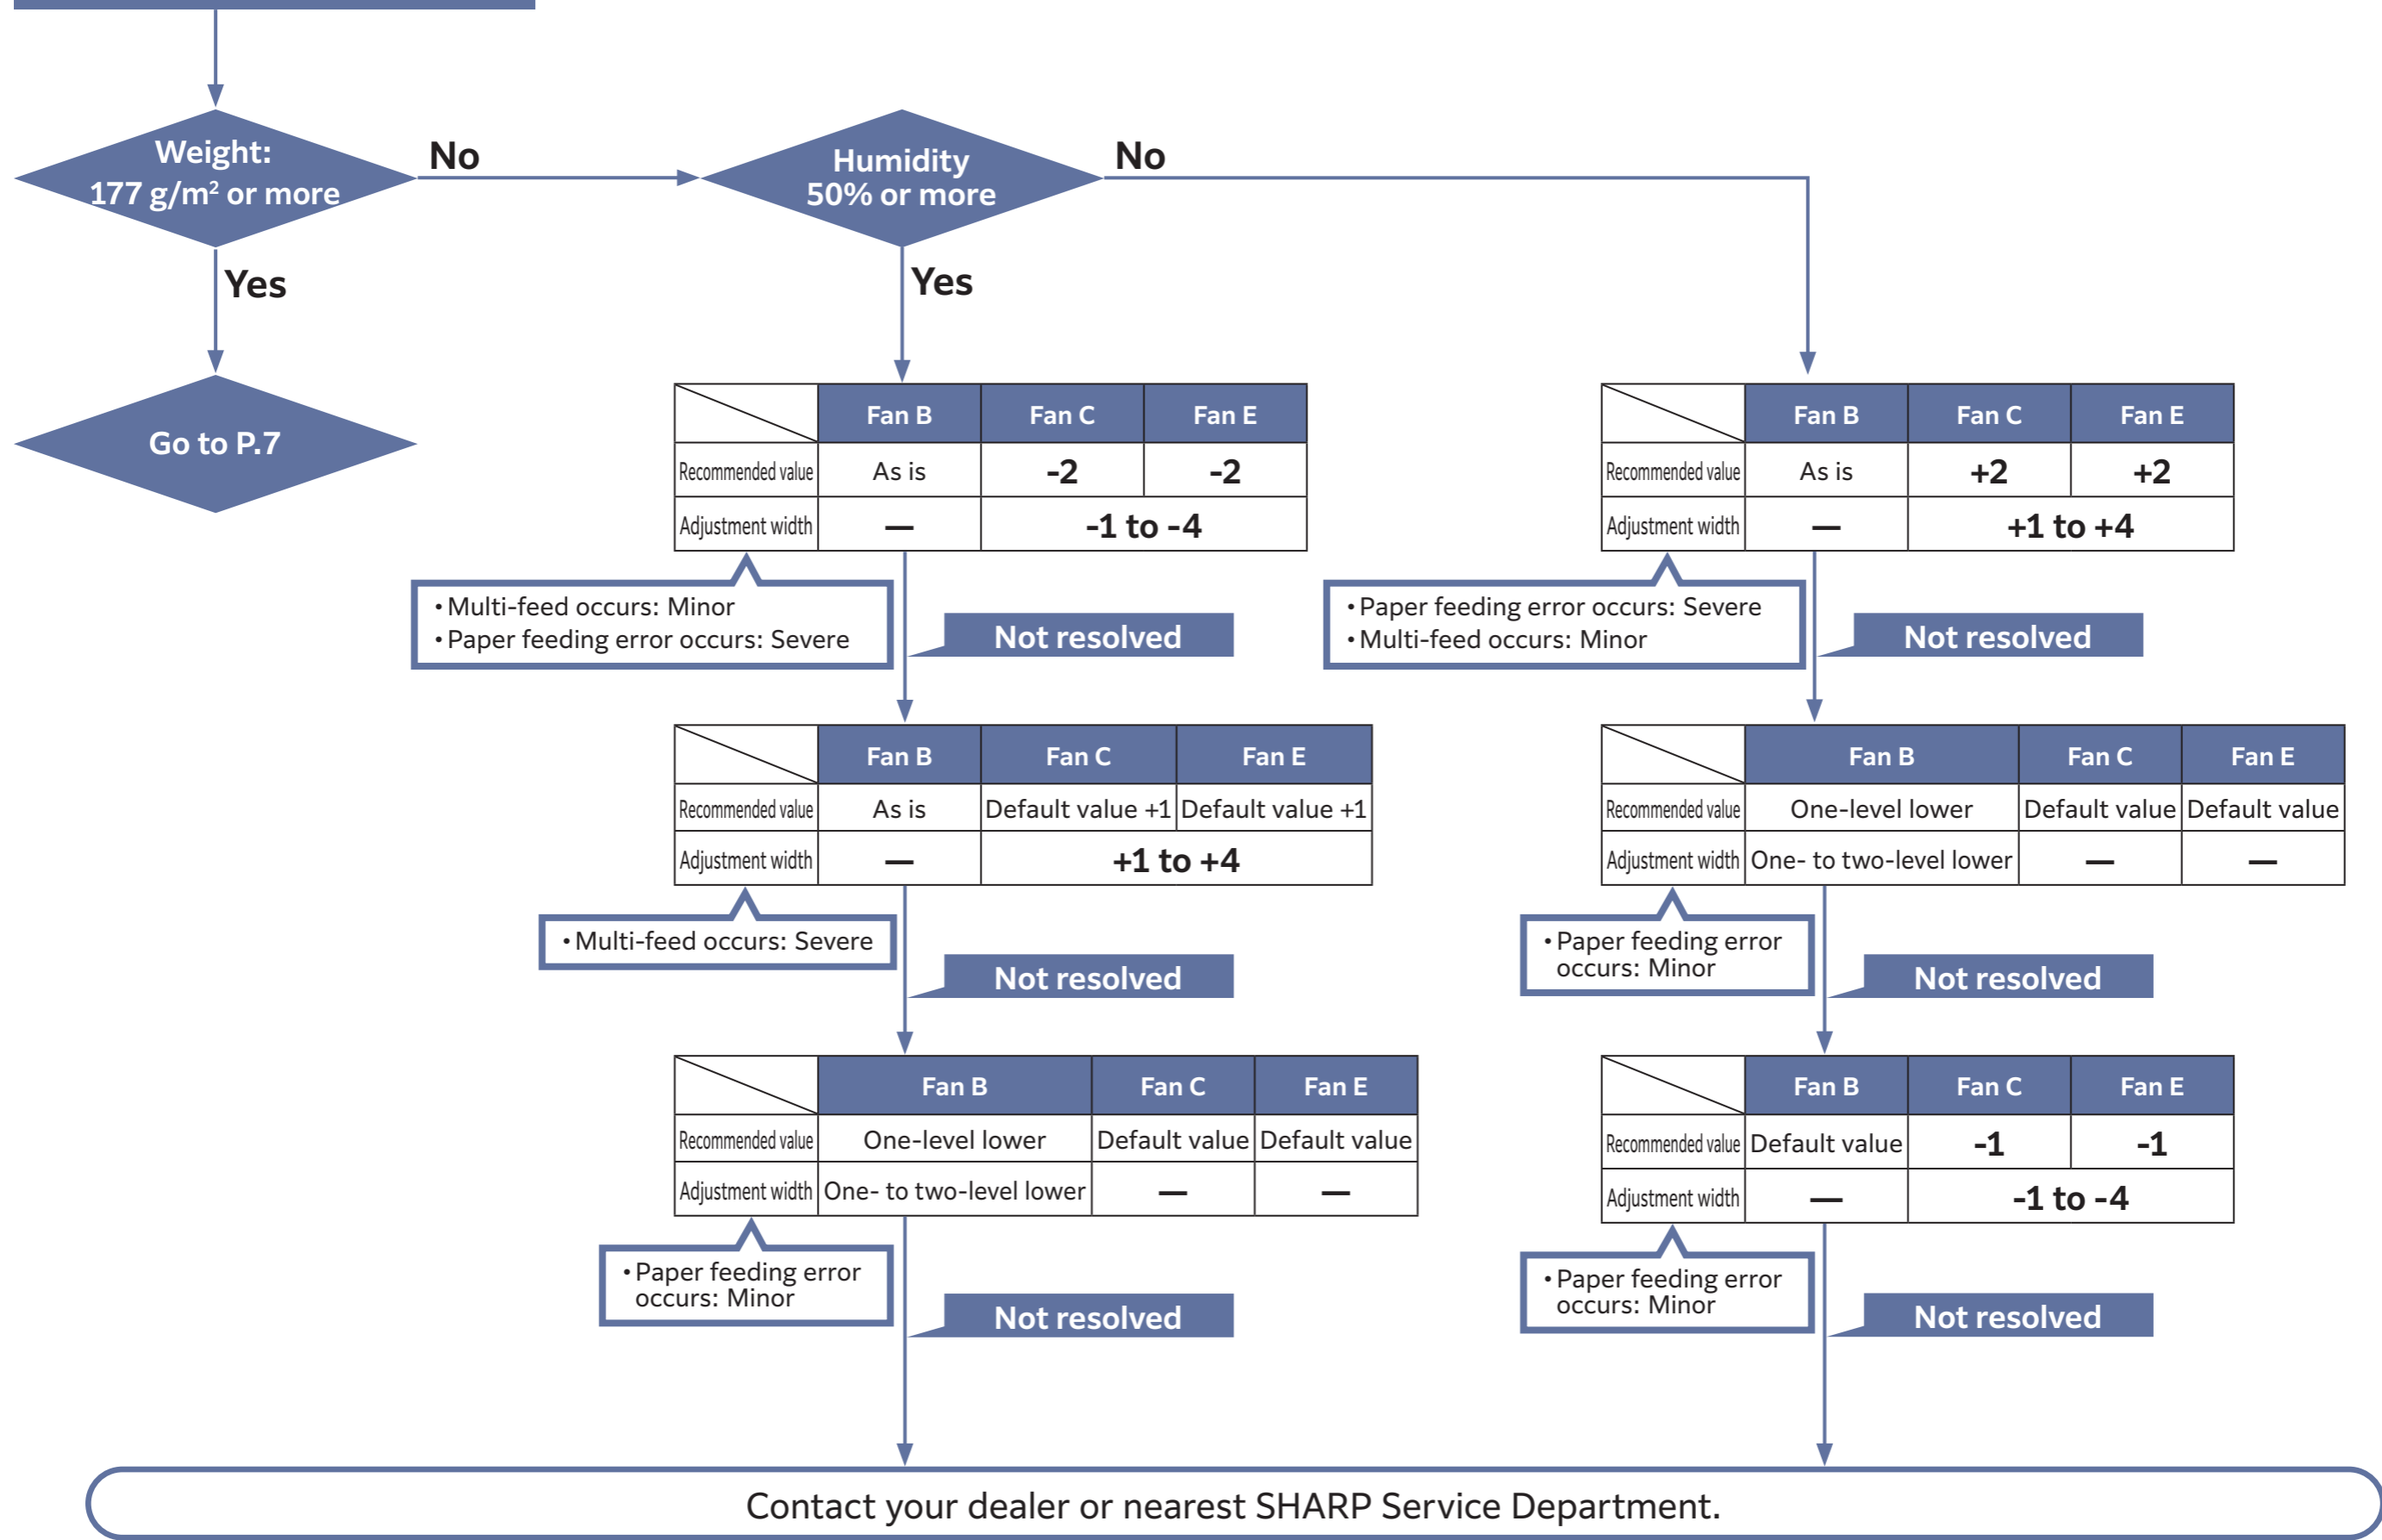 Weight:
177 g/m² or more
No
Humidity
50% or more
No
Yes
Yes
Go to P.7
Fan B Fan C Fan E
Recommended value As is -2 -2
Adjustment width — -1 to -4
• Multi-feed occurs: Minor
• Paper feeding error occurs: Severe
Not resolved
Fan B Fan C Fan E
Recommended value As is Default value +1 Default value +1
Adjustment width — +1 to +4
• Multi-feed occurs: Severe
Not resolved
Fan B Fan C Fan E
Recommended value One-level lower Default value Default value
Adjustment width One- to two-level lower — —
• Paper feeding error
occurs: Minor
Not resolved
Fan B Fan C Fan E
Recommended value As is +2 +2
Adjustment width — +1 to +4
• Paper feeding error occurs: Severe
• Multi-feed occurs: Minor
Not resolved
Fan B Fan C Fan E
Recommended value One-level lower Default value Default value
Adjustment width One- to two-level lower — —
• Paper feeding error
occurs: Minor
Not resolved
Fan B Fan C Fan E
Recommended value Default value -1 -1
Adjustment width — -1 to -4
• Paper feeding error
occurs: Minor
Not resolved
Contact your dealer or nearest SHARP Service Department.